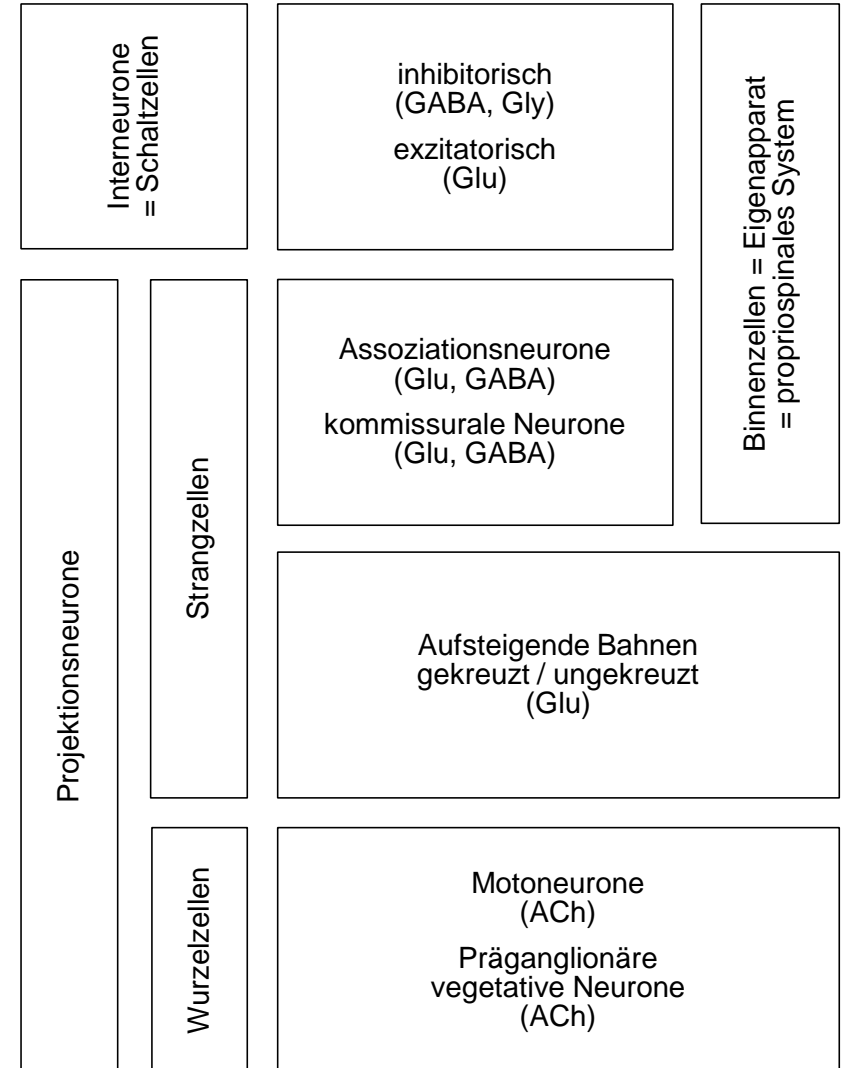 Interneurone
= Schaltzellen
inhibitorisch
(GABA, Gly)
exzitatorisch
(Glu)
Binnenzellen = Eigenapparat
= propriospinales System
Projektionsneurone
Strangzellen
Assoziationsneurone
(Glu, GABA)
kommissurale Neurone
(Glu, GABA)
Aufsteigende Bahnen
gekreuzt / ungekreuzt
(Glu)
Wurzelzellen
Motoneurone
(ACh)
Präganglionäre
vegetative Neurone
(ACh)